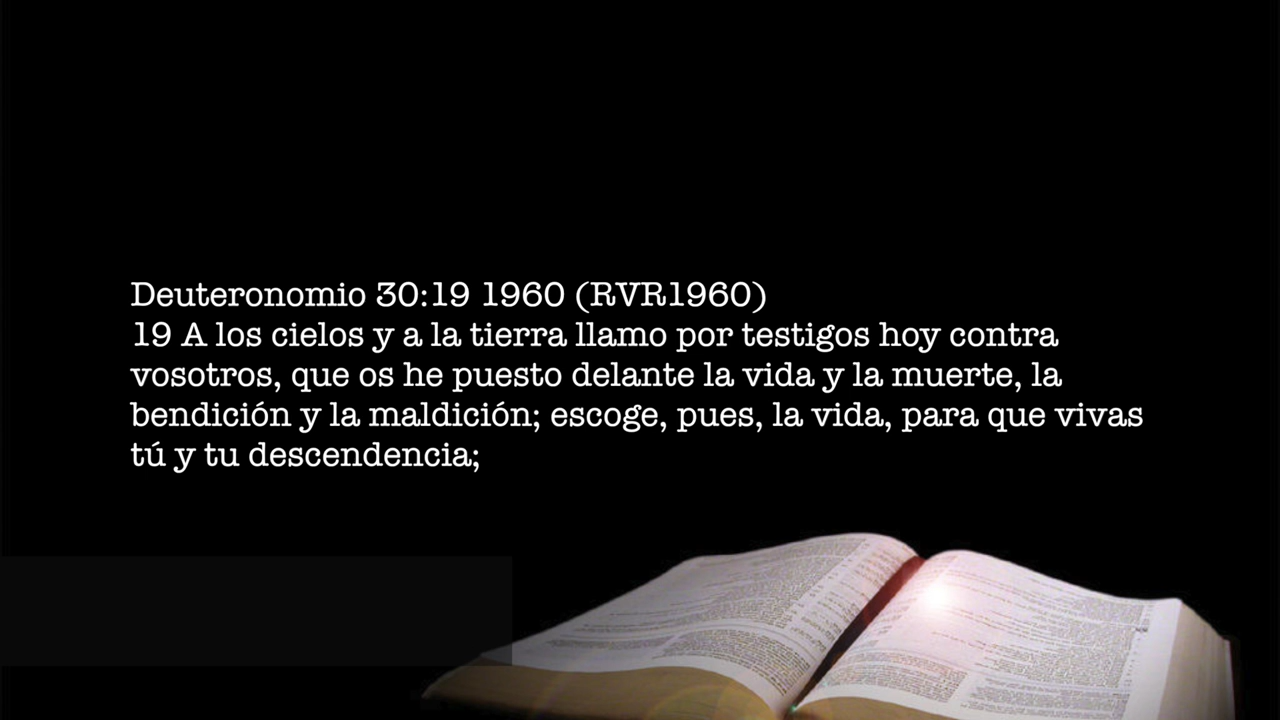 Deuteronomio 30:19 1960 (RVR1960)
19 A los cielos y a la tierra llamo por testigos hoy contra
vosotros, que os he puesto delante la vida y la muerte, la
bendición y la maldición; escoge, pues, la vida, para que vivas
tú y tu descendencia;